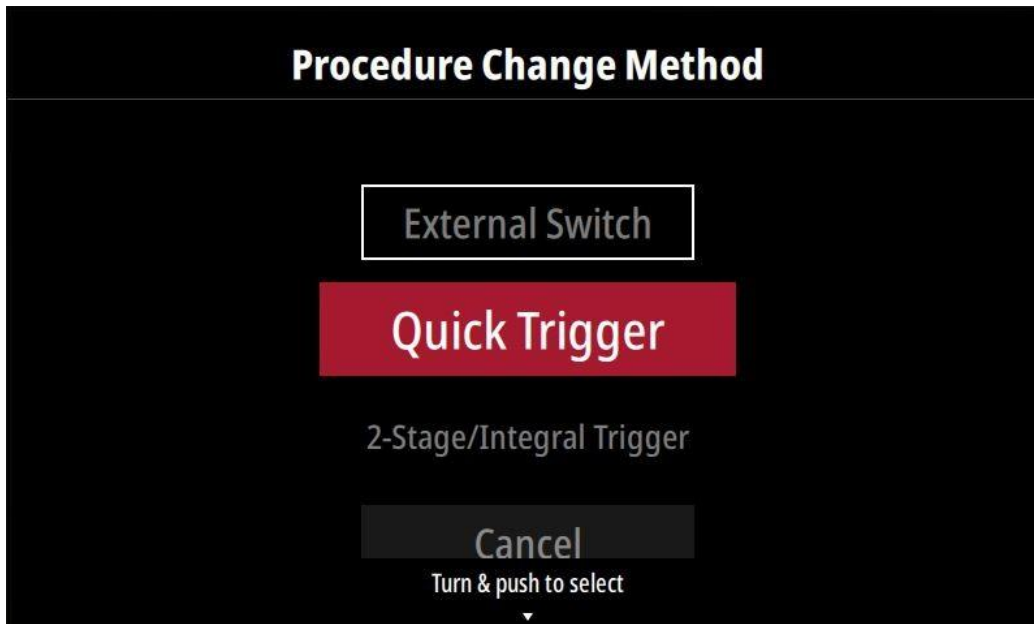 Procedure Change Method
External Switch
Quick Trigger
2-Stage/Integral Trigger
Cancel
Turn & push to select